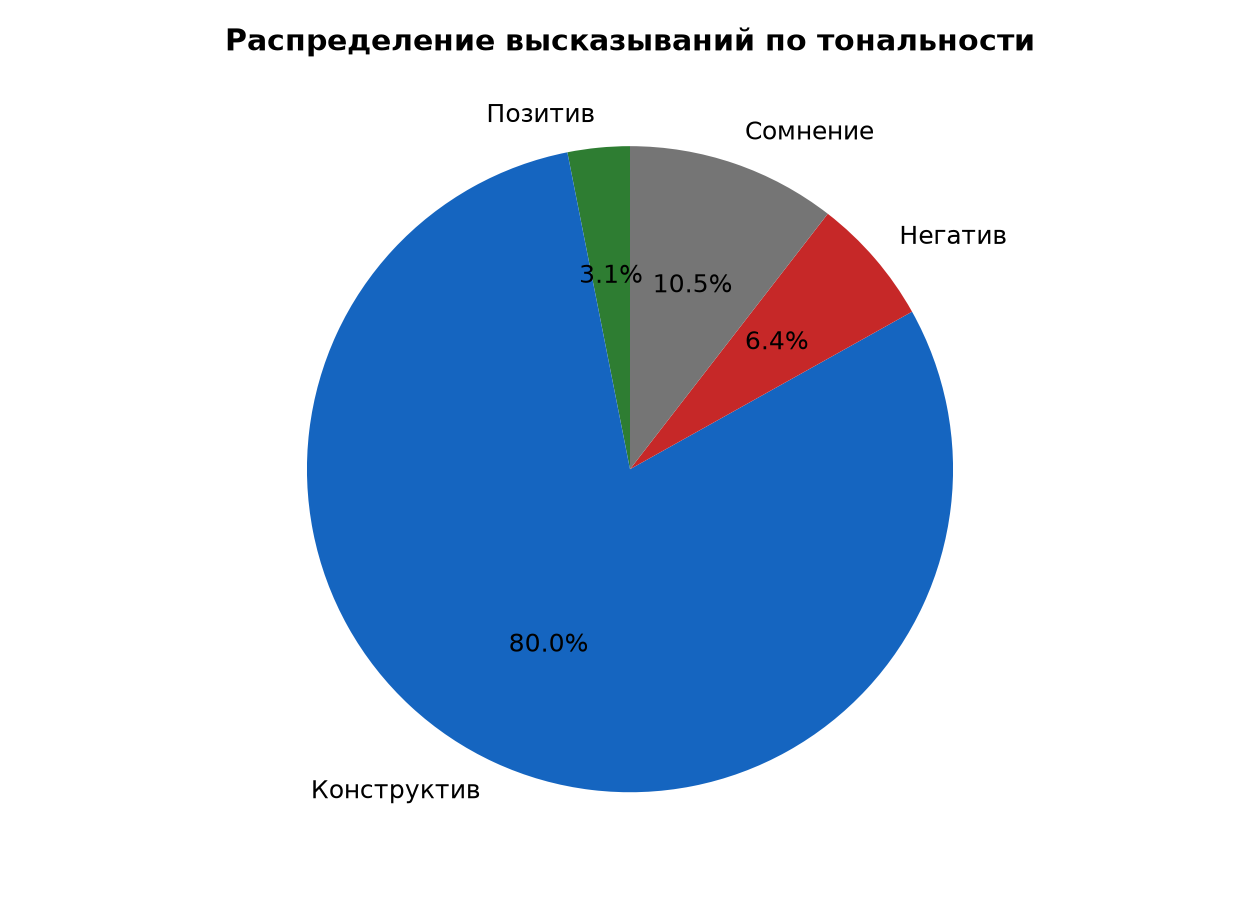 Распределение высказываний по тональности
Позитив
Сомнение
Негатив
3.1%
10.5%
6.4%
80.0%
Конструктив